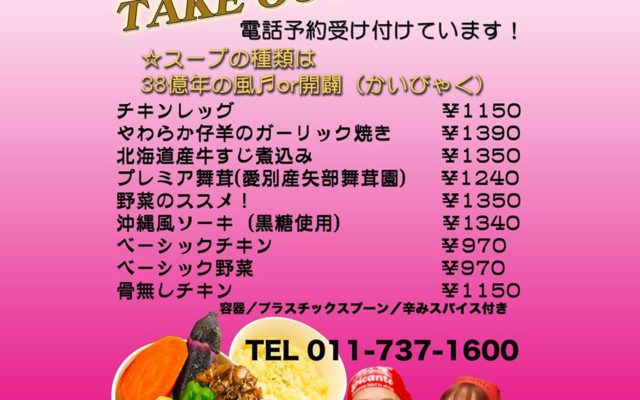 TAKE OU
電話予約受け付けています！
☆スープの種類は
38億年の風♬or開闢（かいびゃく）
チキンレッグ ￥1150
やわらか仔羊のガーリック焼き ￥1390
北海道産牛すじ煮込み ￥1350
プレミア舞茸(愛別産矢部舞茸園) ￥1240
野菜のススメ！ ￥1350
沖縄風ソーキ（黒糖使用） ￥1340
ベーシックチキン ￥970
ベーシック野菜 ￥970
骨無しチキン ￥1150
容器／プラスチックスプーン／辛みスパイス付き
TEL 011-737-1600
picante